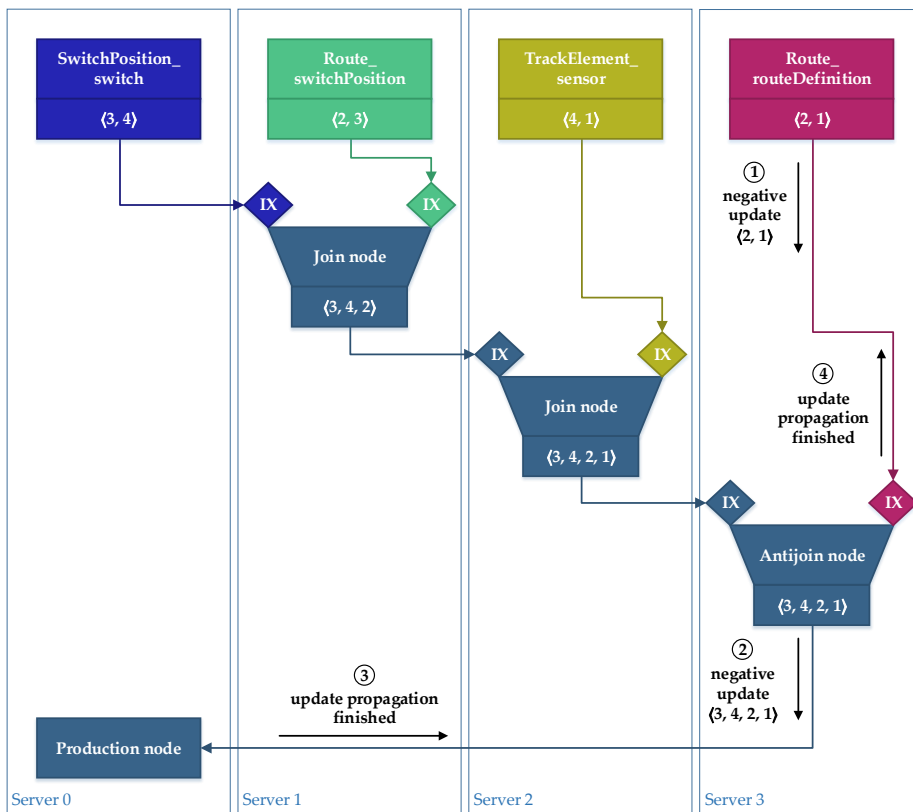 SwitchPosition_
switch
⟨3, 4⟩
Route_
switchPosition
⟨2, 3⟩
TrackElement_
sensor
⟨4, 1⟩
Route_
routeDefinition
⟨2, 1⟩
①
negative
update
⟨2, 1⟩
IX
IX
Join node
⟨3, 4, 2⟩
IX
IX
Join node
⟨3, 4, 2, 1⟩
④
update
propagation
finished
IX
IX
Antijoin node
⟨3, 4, 2, 1⟩
②
negative
update
⟨3, 4, 2, 1⟩
③
update propagation
finished
Production node
Server 0
Server 1
Server 2
Server 3